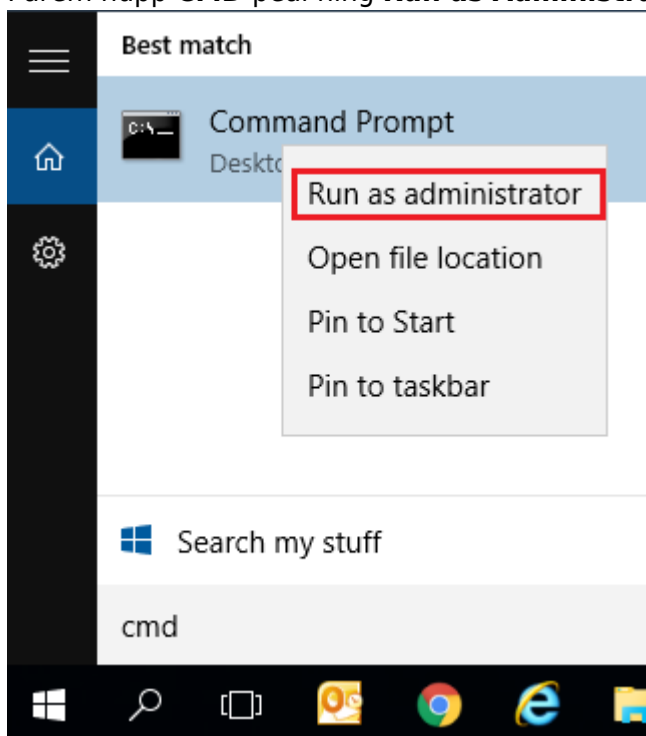 Best match
Command Prompt
Run as administrator
Open file location
Pin to Start
Pin to taskbar
Search my stuff
cmd